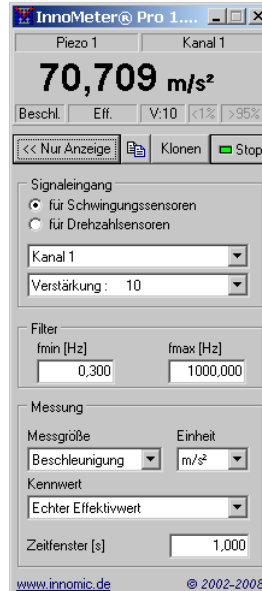 InnoMeter® Pro 1....
Piezo 1 Kanal 1
70,709 m/s²
Beschl. Eff. V:10 <1% >95%
<< Nur Anzeige Klonen Stop
Signaleingang
für Schwingungssensoren
für Drehzahlsensoren
Kanal 1
Verstärkung : 10
Filter
fmin [Hz] fmax [Hz]
0,300 1000,000
Messung
Messgröße Einheit
Beschleunigung m/s²
Kennwert
Echter Effektivwert
Zeitfenster [s] 1,000
www.innomic.de © 2002-2008